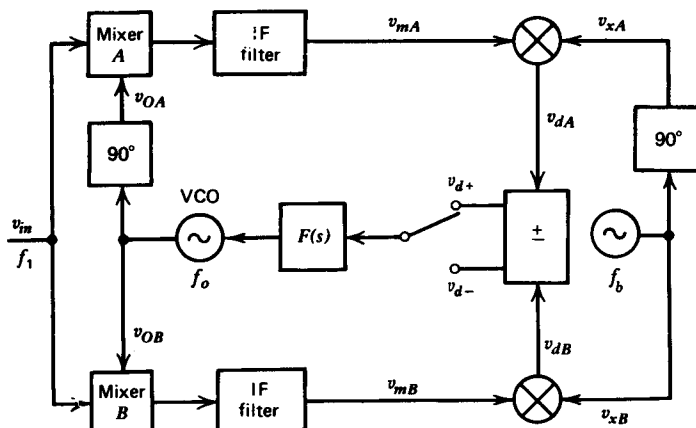 Mixer
A
IF
filter
v_mA
v_xA
v_OA
90°
v_dA
90°
VCO
v_d+
v_in
f_1
F(s)
±
f_o
v_d−
f_b
v_OB
v_dB
Mixer
B
IF
filter
v_mB
v_xB